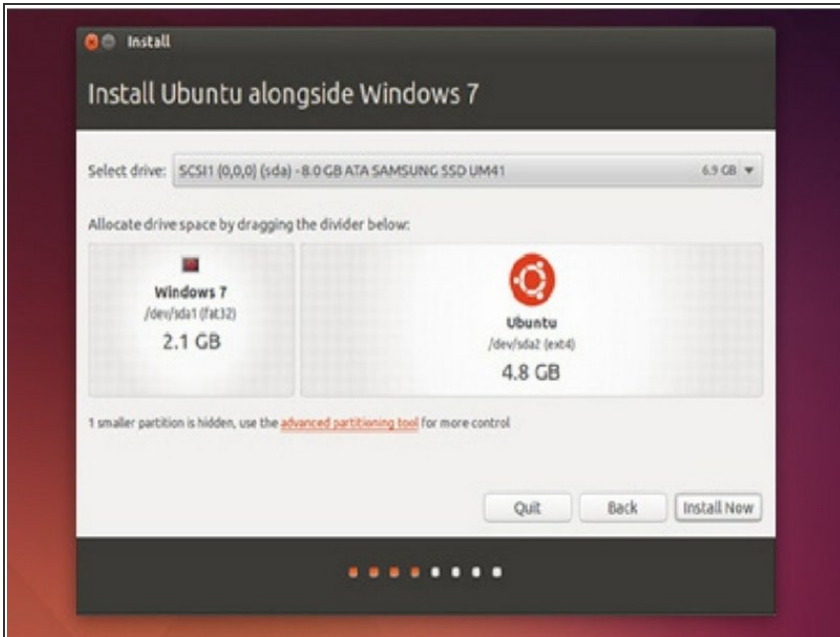 Install
Install Ubuntu alongside Windows 7
Select drive: SCSI1 (0,0,0) (sda) - 8.0 GB ATA SAMSUNG SSD UM41 6.9 GB
Allocate drive space by dragging the divider below:
Windows 7
/dev/sda1 (fat32)
2.1 GB
Ubuntu
/dev/sda2 (ext4)
4.8 GB
1 smaller partition is hidden, use the advanced partitioning tool for more control
Quit Back Install Now